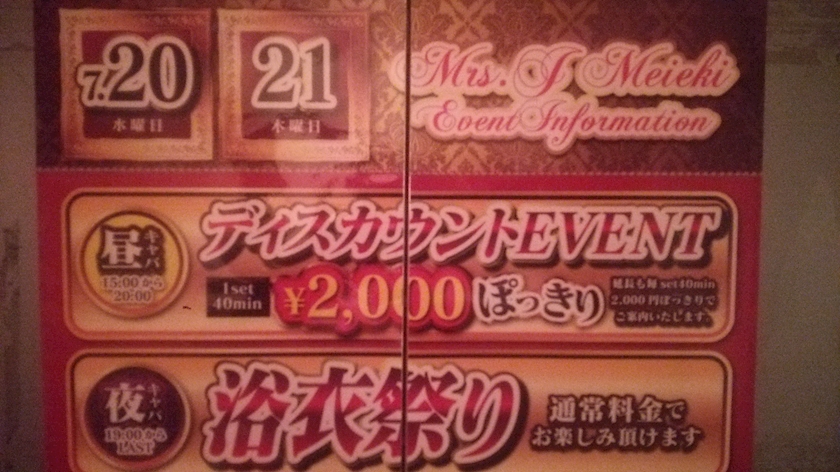 7.20
水曜日
21
木曜日
Mrs. J Meieki
Event Information
昼キャバ
15:00から
20:00
ディスカウントEVENT
1set
40min
¥2,000ぽっきり
延長も毎set40min
2,000円ぽっきりで
ご案内いたします。
夜キャバ
19:00から
LAST
浴衣祭り
通常料金で
お楽しみ頂けます